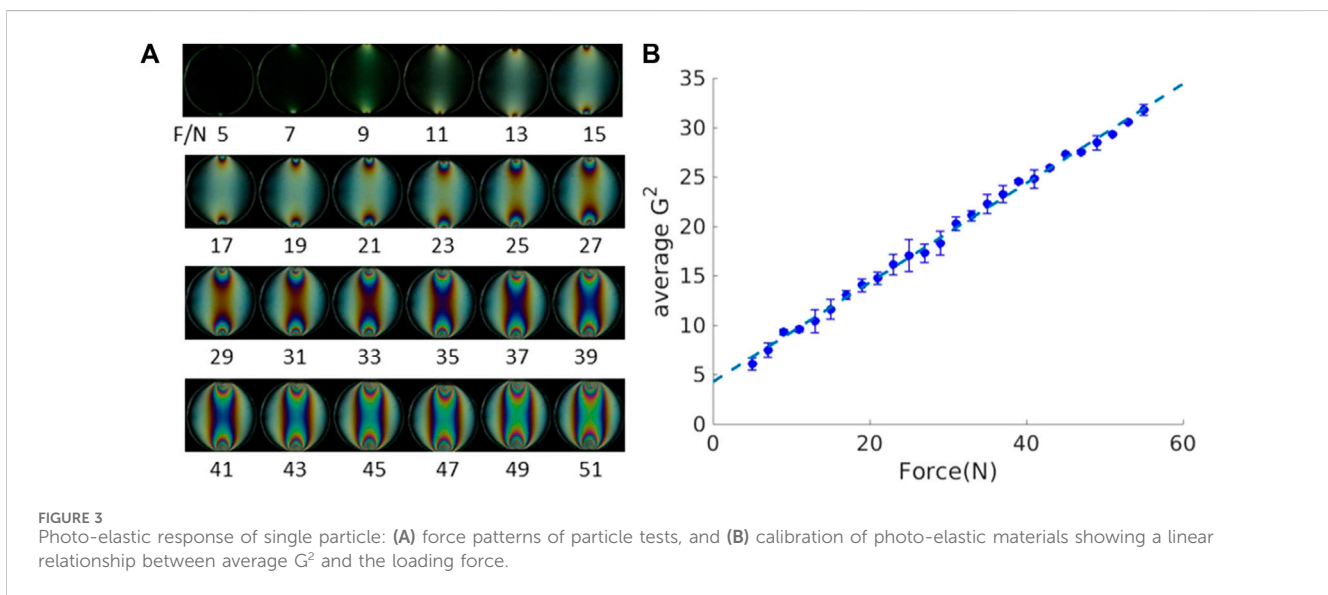 A
F/N 5 7 9 11 13 15
17 19 21 23 25 27
29 31 33 35 37 39
41 43 45 47 49 51
B
35
30
25
20
15
10
5
0
average G²
0 20 40 60
Force(N)
FIGURE 3
Photo-elastic response of single particle: (A) force patterns of particle tests, and (B) calibration of photo-elastic materials showing a linear
relationship between average G² and the loading force.